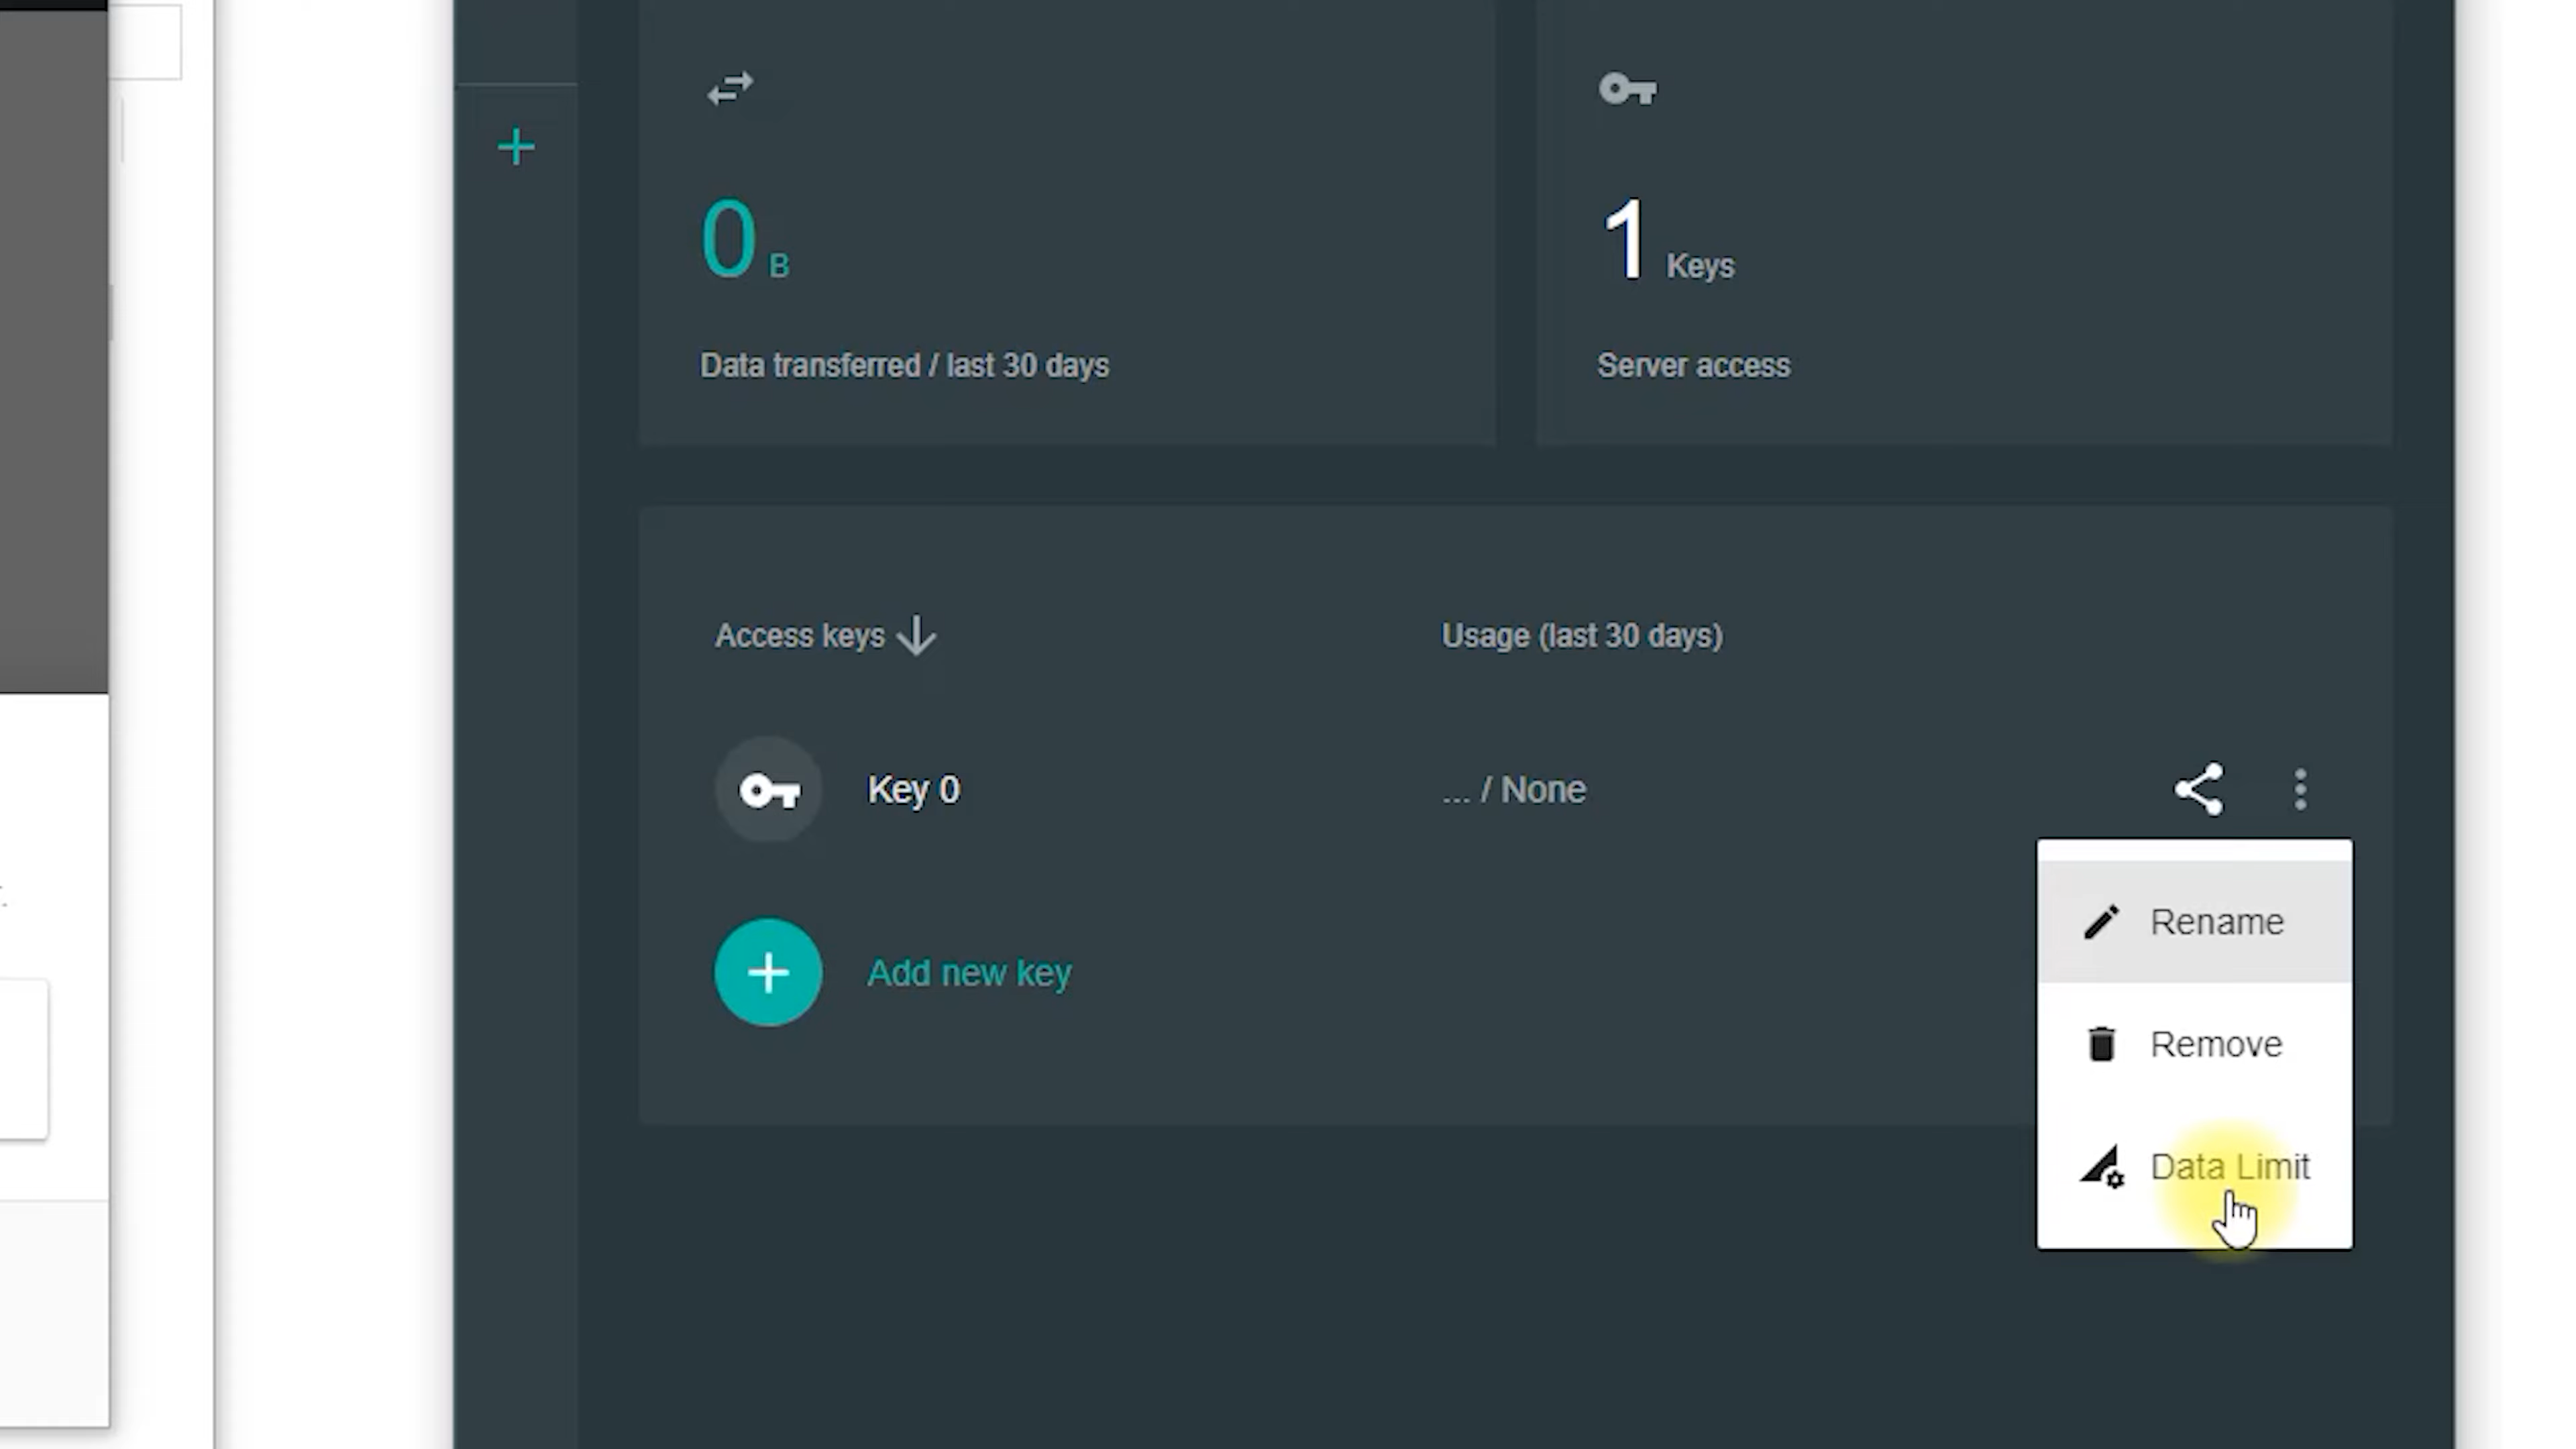 0 B
1 Keys
Data transferred / last 30 days
Server access
Access keys
Usage (last 30 days)
Key 0
... / None
Add new key
Rename
Remove
Data Limit